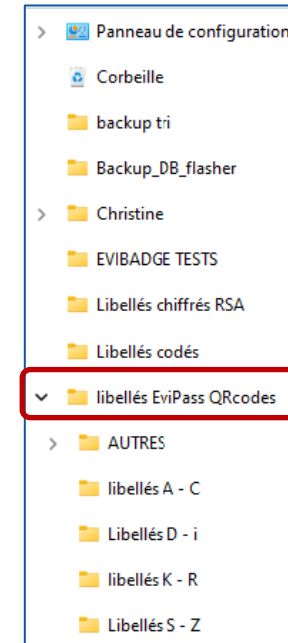 Panneau de configuration
Corbeille
backup tri
Backup_DB_flasher
Christine
EVIBADGE TESTS
Libellés chiffrés RSA
Libellés codés
libellés EviPass QRcodes
AUTRES
libellés A - C
Libellés D - i
libellés K - R
Libellés S - Z